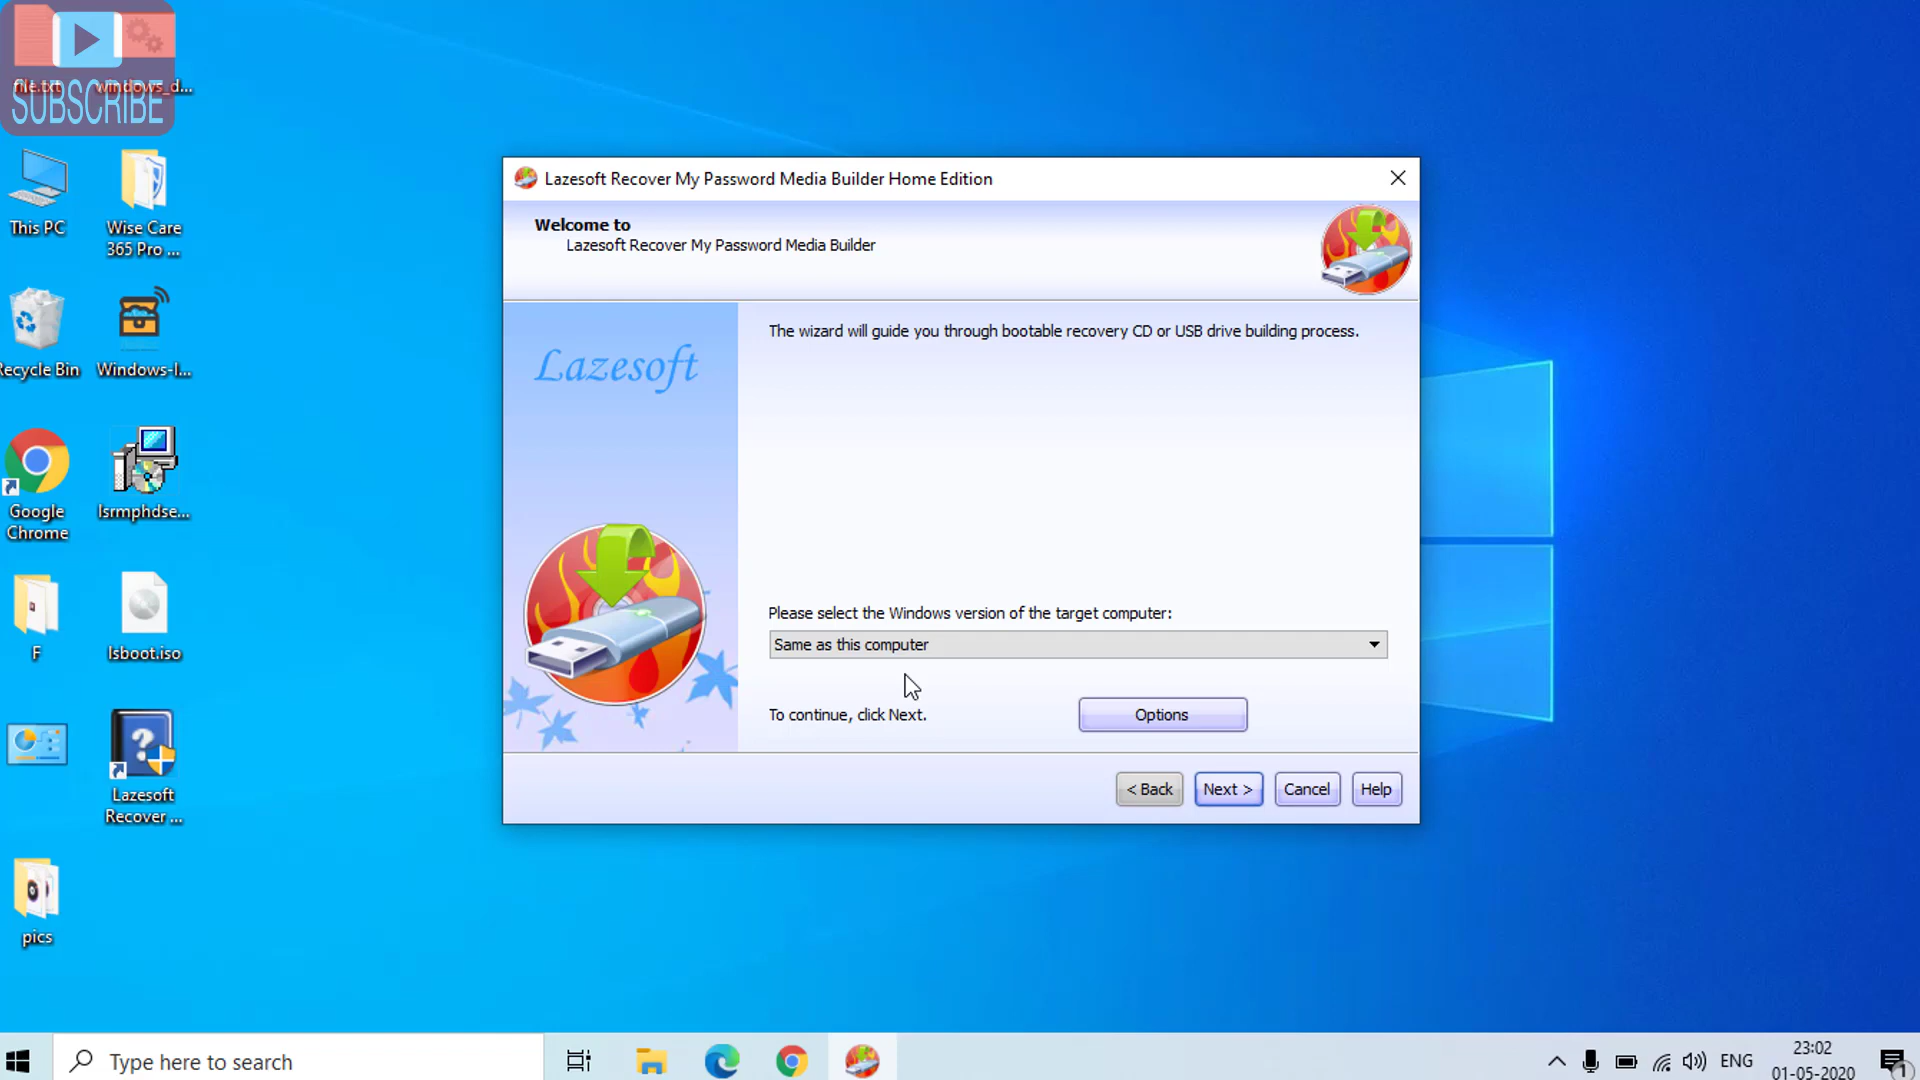 file.txt
windows_d...
SUBSCRIBE
This PC
Wise Care
365 Pro ...
Recycle Bin
Windows-I...
Google
Chrome
lsrmphdse...
F
lsboot.iso
Lazesoft
Recover ...
pics
Lazesoft Recover My Password Media Builder Home Edition
Welcome to
Lazesoft Recover My Password Media Builder
Lazesoft
The wizard will guide you through bootable recovery CD or USB drive building process.
Please select the Windows version of the target computer:
Same as this computer
To continue, click Next.
Options
< Back
Next >
Cancel
Help
Type here to search
ENG
23:02
01-05-2020
1